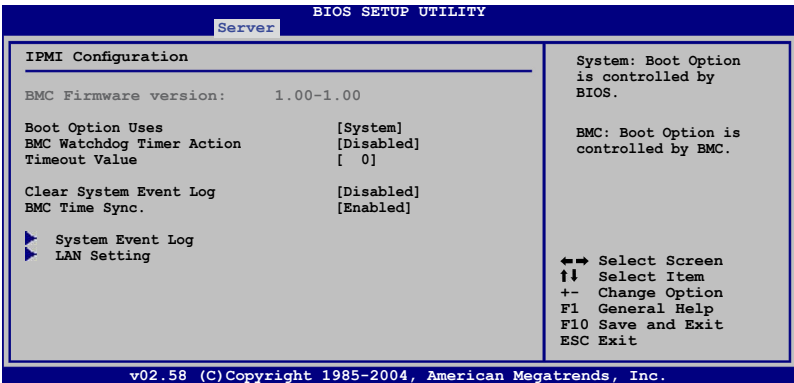 BIOS SETUP UTILITY
Server
IPMI Configuration
BMC Firmware version: 1.00-1.00
Boot Option Uses [System]
BMC Watchdog Timer Action [Disabled]
Timeout Value [ 0]
Clear System Event Log [Disabled]
BMC Time Sync. [Enabled]
System Event Log
LAN Setting
System: Boot Option
is controlled by
BIOS.
BMC: Boot Option is
controlled by BMC.
←→ Select Screen
↑↓ Select Item
+- Change Option
F1 General Help
F10 Save and Exit
ESC Exit
v02.58 (C)Copyright 1985-2004, American Megatrends, Inc.